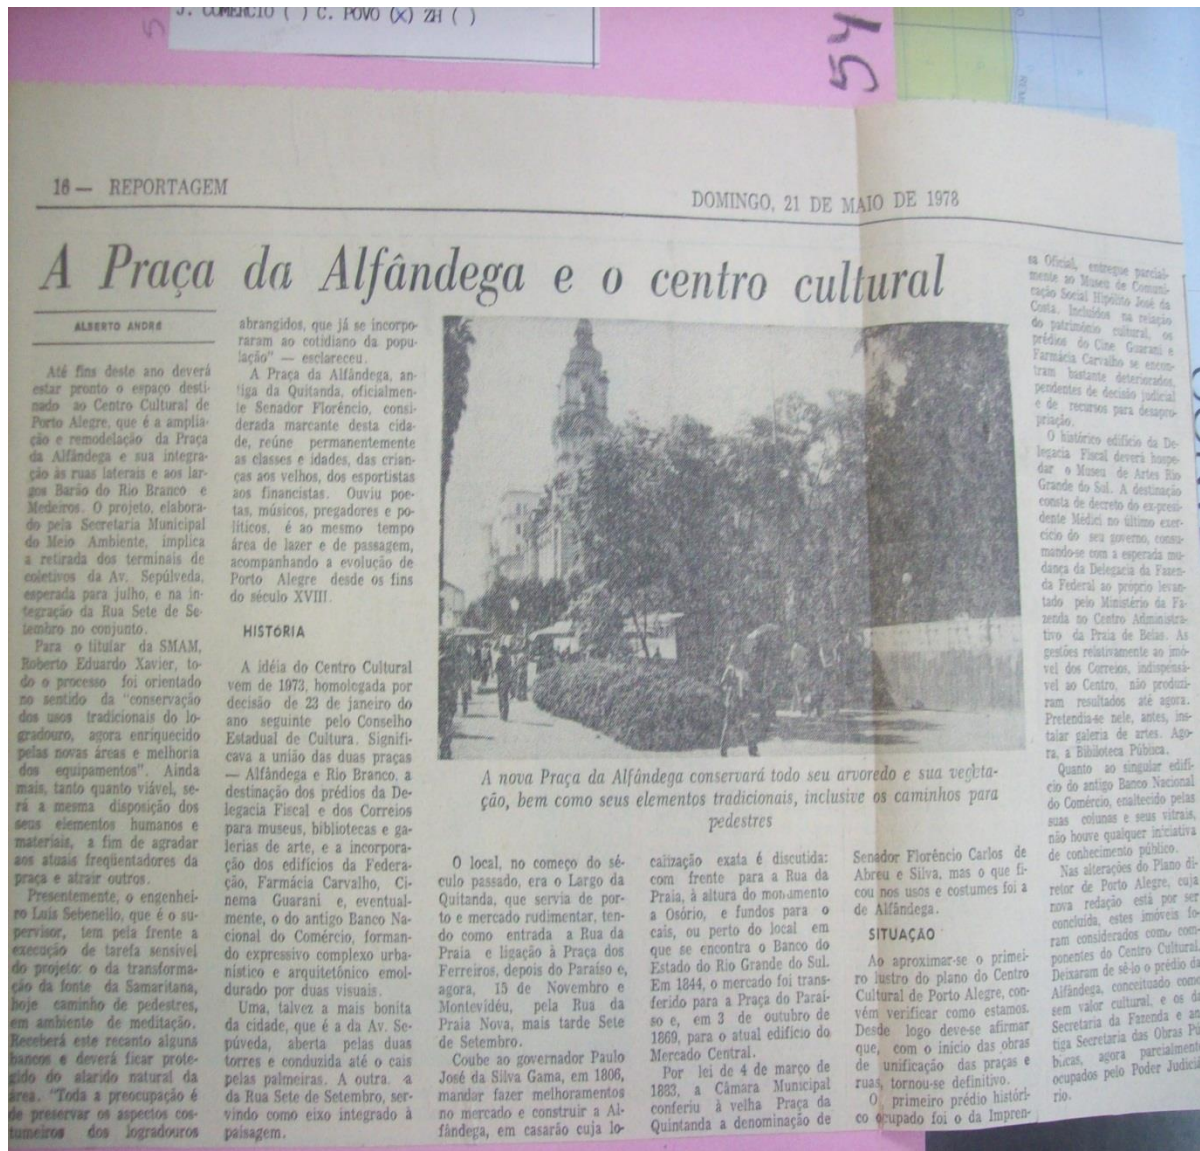 J. COMERCIO ( ) C. POVO (x) ZH ( )
54
16 — REPORTAGEM
DOMINGO, 21 DE MAIO DE 1978
A Praça da Alfândega e o centro cultural
ALBERTO ANDRÉ
Até fins deste ano deverá
estar pronto o espaço desti-
nado ao Centro Cultural de
Porto Alegre, que é a amplia-
ção e remodelação da Praça
da Alfândega e sua integra-
ção às ruas laterais e aos lar-
gos Barão do Rio Branco e
Medeiros. O projeto, elabora-
do pela Secretaria Municipal
do Meio Ambiente, implica
a retirada dos terminais de
coletivos da Av. Sepúlveda,
esperada para julho, e na in-
tegração da Rua Sete de Se-
tembro no conjunto.
Para o titular da SMAM,
Roberto Eduardo Xavier, to-
do o processo foi orientado
no sentido da "conservação
dos usos tradicionais do lo-
gradouro, agora enriquecido
pelas novas áreas e melhoria
dos equipamentos". Ainda
mais, tanto quanto viável, se-
rá a mesma disposição dos
seus elementos humanos e
materiais, a fim de agradar
aos atuais freqüentadores da
praça e atrair outros.
Presentemente, o engenhei-
ro Luis Sebenello, que é o su-
pervisor, tem pela frente a
execução de tarefa sensível
do projeto: o da transforma-
ção da fonte da Samaritana,
hoje caminho de pedestres,
em ambiente de meditação.
Receberá este recanto alguns
bancos e deverá ficar prote-
gido do alarido natural da
área. "Toda a preocupação é
de preservar os aspectos cos-
tumeiros dos logradouros
abrangidos, que já se incorpo-
raram ao cotidiano da popu-
lação" — esclareceu.
A Praça da Alfândega, an-
tiga da Quitanda, oficialmen-
te Senador Florêncio, consi-
derada marcante desta cida-
de, reúne permanentemente
as classes e idades, das crian-
ças aos velhos, dos esportistas
aos financistas. Ouviu poe-
tas, músicos, pregadores e po-
líticos, é ao mesmo tempo
área de lazer e de passagem,
acompanhando a evolução de
Porto Alegre desde os fins
do século XVIII.
HISTÓRIA
A idéia do Centro Cultural
vem de 1973, homologada por
decisão de 23 de janeiro do
ano seguinte pelo Conselho
Estadual de Cultura. Signifi-
cava a união das duas praças
— Alfândega e Rio Branco, a
destinação dos prédios da De-
legacia Fiscal e dos Correios
para museus, bibliotecas e ga-
lerias de arte, e a incorpora-
ção dos edifícios da Federa-
ção, Farmácia Carvalho, Ci-
nema Guarani e, eventual-
mente, o do antigo Banco Na-
cional do Comércio, forman-
do expressivo complexo urba-
nístico e arquitetônico emol-
durado por duas visuais.
Uma, talvez a mais bonita
da cidade, que é a da Av. Se-
púveda, aberta pelas duas
torres e conduzida até o cais
pelas palmeiras. A outra, a
da Rua Sete de Setembro, ser-
vindo como eixo integrado à
paisagem.
A nova Praça da Alfândega conservará todo seu arvoredo e sua vegeta-
ção, bem como seus elementos tradicionais, inclusive os caminhos para
pedestres
O local, no começo do sé-
culo passado, era o Largo da
Quitanda, que servia de por-
to e mercado rudimentar, ten-
do como entrada a Rua da
Praia e ligação à Praça dos
Ferreiros, depois do Paraíso e,
agora, 15 de Novembro e
Montevidéu, pela Rua da
Praia Nova, mais tarde Sete
de Setembro.
Coube ao governador Paulo
José da Silva Gama, em 1806,
mandar fazer melhoramentos
no mercado e construir a Al-
fândega, em casarão cuja lo-
calização exata é discutida:
com frente para a Rua da
Praia, à altura do monumento
a Osório, e fundos para o
cais, ou perto do local em
que se encontra o Banco do
Estado do Rio Grande do Sul.
Em 1844, o mercado foi trans-
ferido para a Praça do Paraí-
so e, em 3 de outubro de
1869, para o atual edifício do
Mercado Central.
Por lei de 4 de março de
1883, a Câmara Municipal
conferiu à velha Praça da
Quintanda a denominação de
Senador Florêncio Carlos de
Abreu e Silva, mas o que fi-
cou nos usos e costumes foi a
de Alfândega.
SITUAÇÃO
Ao aproximar-se o primei-
ro lustro do plano do Centro
Cultural de Porto Alegre, con-
vém verificar como estamos.
Desde logo deve-se afirmar
que, com o início das obras
de unificação das praças e
ruas, tornou-se definitivo.
O primeiro prédio históri-
co ocupado foi o da Impren-
sa Oficial, entregue parcial-
mente ao Museu de Comuni-
cação Social Hipólito José da
Costa. Incluídos na relação
do patrimônio cultural, os
prédios do Cine Guarani e
Farmácia Carvalho se encon-
tram bastante deteriorados,
pendentes de decisão judicial
e de recursos para desapro-
priação.
O histórico edifício da De-
legacia Fiscal deverá hospe-
dar o Museu de Artes Rio
Grande do Sul. A destinação
consta de decreto do ex-presi-
dente Médici no último exer-
cício do seu governo, consu-
mando-se com a esperada mu-
dança da Delegacia da Fazen-
da Federal ao próprio levan-
tado pelo Ministério da Fa-
zenda no Centro Administra-
tivo da Praia de Belas. As
gestões relativamente ao imó-
vel dos Correios, indispensá-
vel ao Centro, não produzi-
ram resultados até agora.
Pretendia-se nele, antes, ins-
talar galeria de artes. Ago-
ra, a Biblioteca Pública.
Quanto ao singular edifí-
cio do antigo Banco Nacional
do Comércio, enaltecido pelas
suas colunas e seus vitrais,
não houve qualquer iniciativa
de conhecimento público.
Nas alterações do Plano di-
retor de Porto Alegre, cuja
nova redação está por ser
concluída, estes imóveis fo-
ram considerados como com-
ponentes do Centro Cultural.
Deixaram de sê-lo o prédio da
Alfândega, conceituado como
sem valor cultural, e os da
Secretaria da Fazenda e an-
tiga Secretaria das Obras Pú-
blicas, agora parcialmente
ocupados pelo Poder Judiciá-
rio.